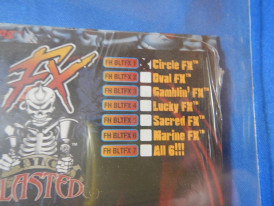 FX
FH BLTFX 1 Circle FX™
FH BLTFX 2 Oval FX™
FH BLTFX 3 Gamblin' FX™
FH BLTFX 4 Lucky FX™
FH BLTFX 5 Sacred FX™
FH BLTFX 6 Marine FX™
FH BLTFX 7 All 6!!!